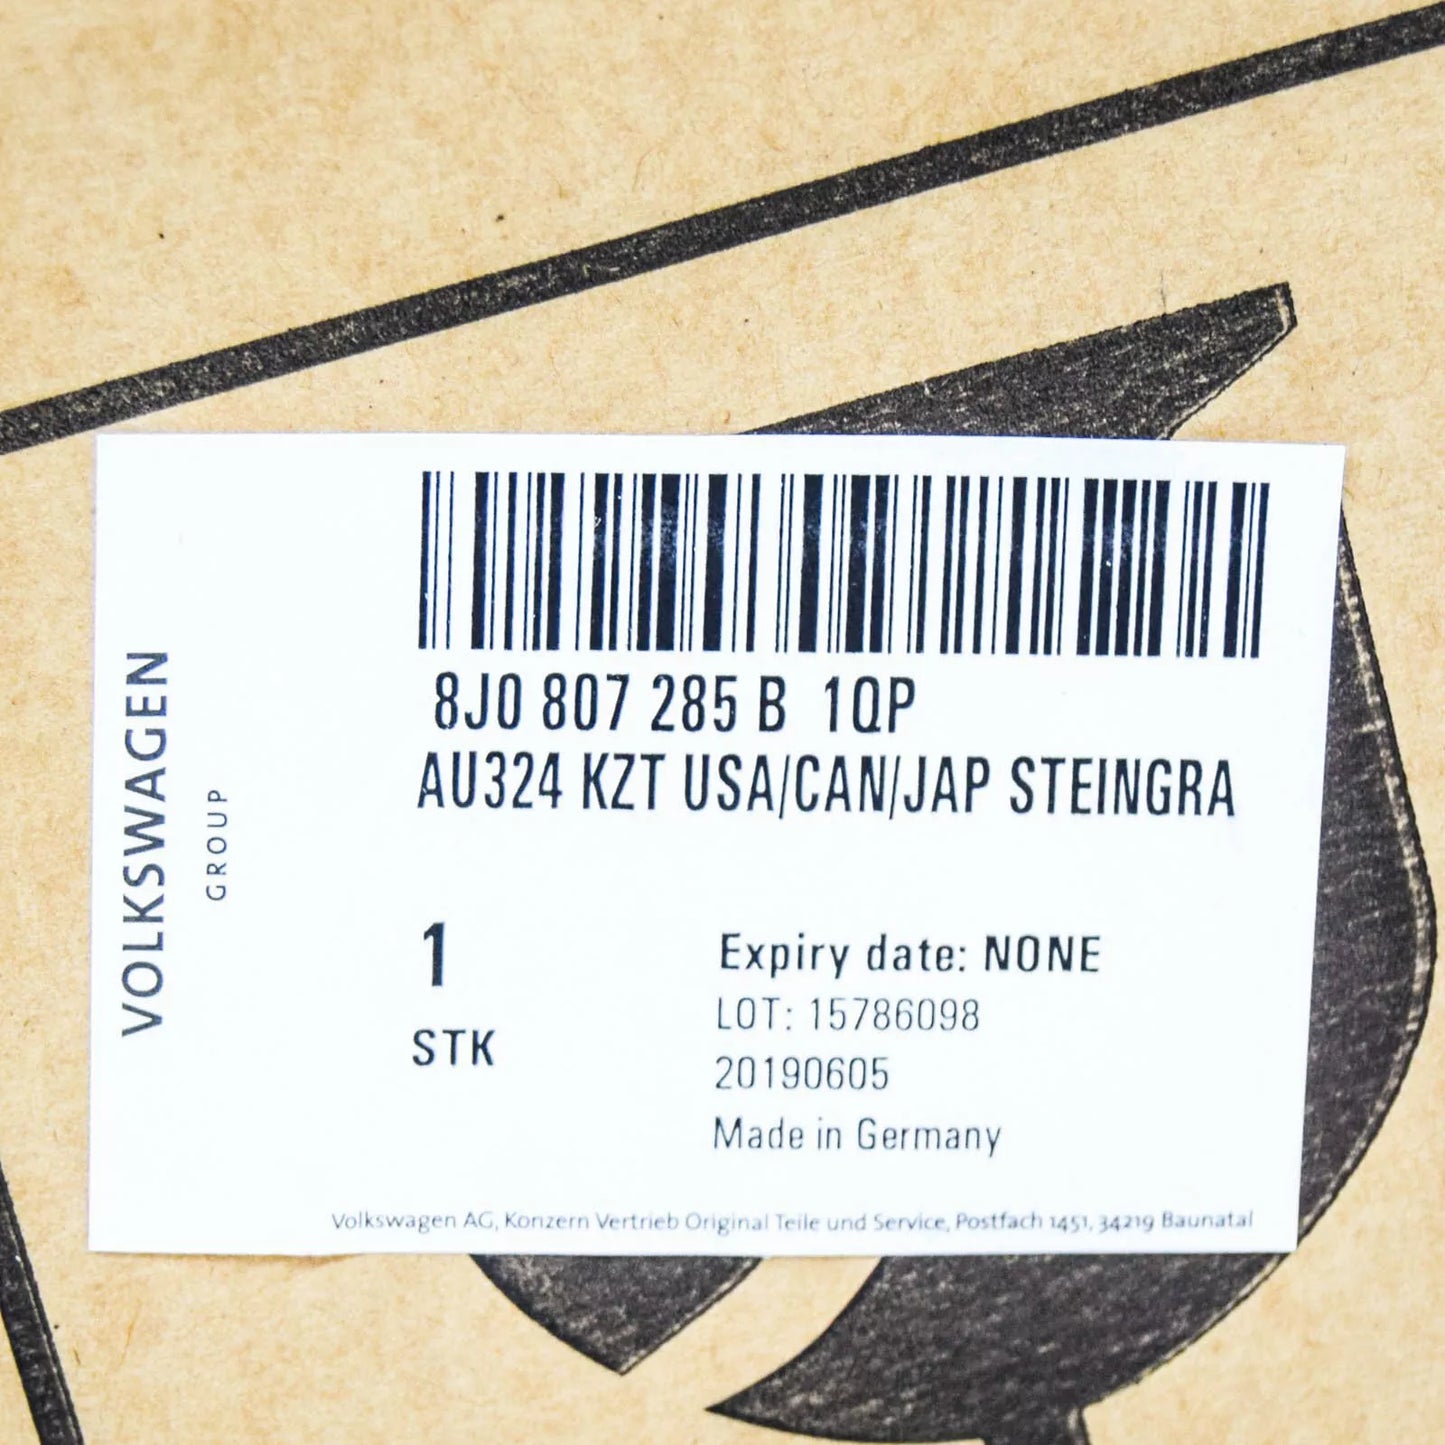 VOLKSWAGEN
GROUP
8J0 807 285 B 1QP
AU324 KZT USA/CAN/JAP STEINGRA
1
STK
Expiry date: NONE
LOT: 15786098
20190605
Made in Germany
Volkswagen AG, Konzern Vertrieb Original Teile und Service, Postfach 1451, 34219 Baunatal